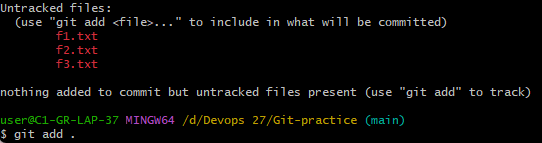 Untracked files:
  (use "git add <file>..." to include in what will be committed)
        f1.txt
        f2.txt
        f3.txt

nothing added to commit but untracked files present (use "git add" to track)

user@C1-GR-LAP-37 MINGW64 /d/Devops 27/Git-practice (main)
$ git add .